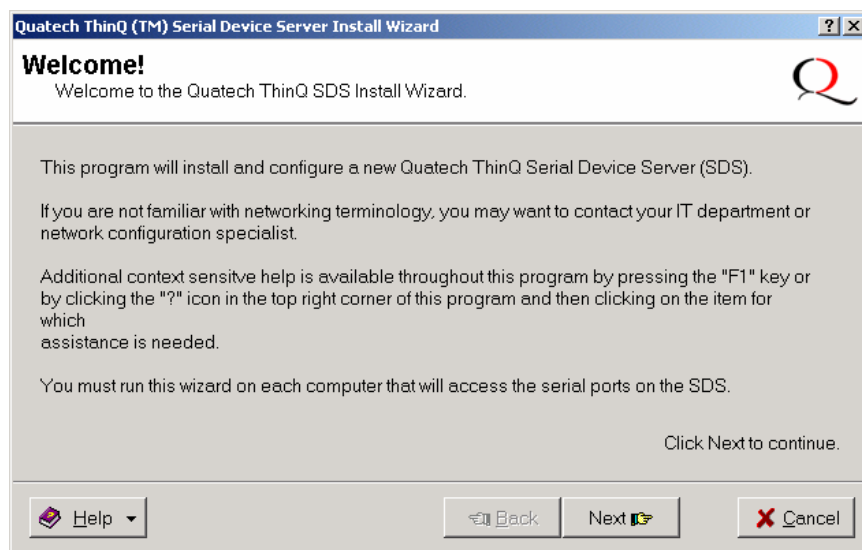 Quatech ThinQ (TM) Serial Device Server Install Wizard
Welcome!
Welcome to the Quatech ThinQ SDS Install Wizard.
This program will install and configure a new Quatech ThinQ Serial Device Server (SDS).
If you are not familiar with networking terminology, you may want to contact your IT department or
network configuration specialist.
Additional context sensitve help is available throughout this program by pressing the "F1" key or
by clicking the "?" icon in the top right corner of this program and then clicking on the item for
which
assistance is needed.
You must run this wizard on each computer that will access the serial ports on the SDS.
Click Next to continue.
Help
Back
Next
Cancel